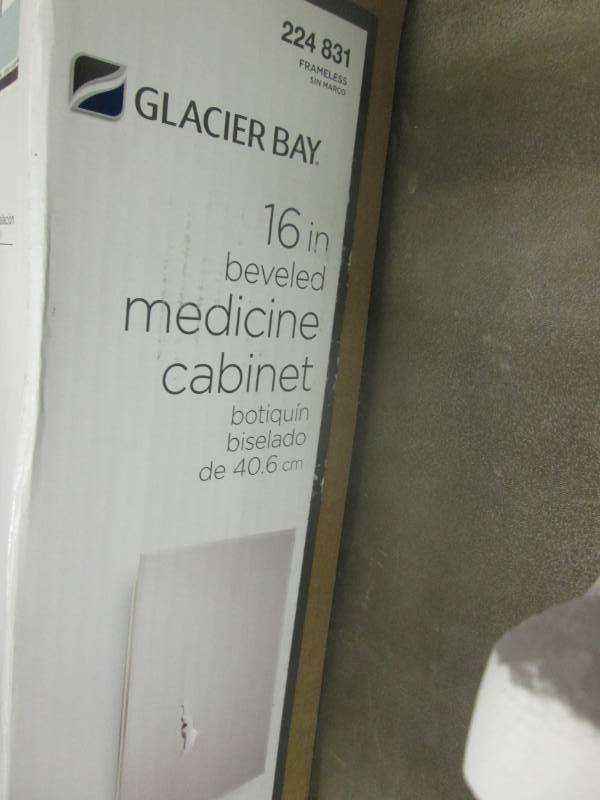 224 831
FRAMELESS
SIN MARCO
GLACIER BAY
16 in
beveled
medicine
cabinet
botiquín
biselado
de 40.6 cm